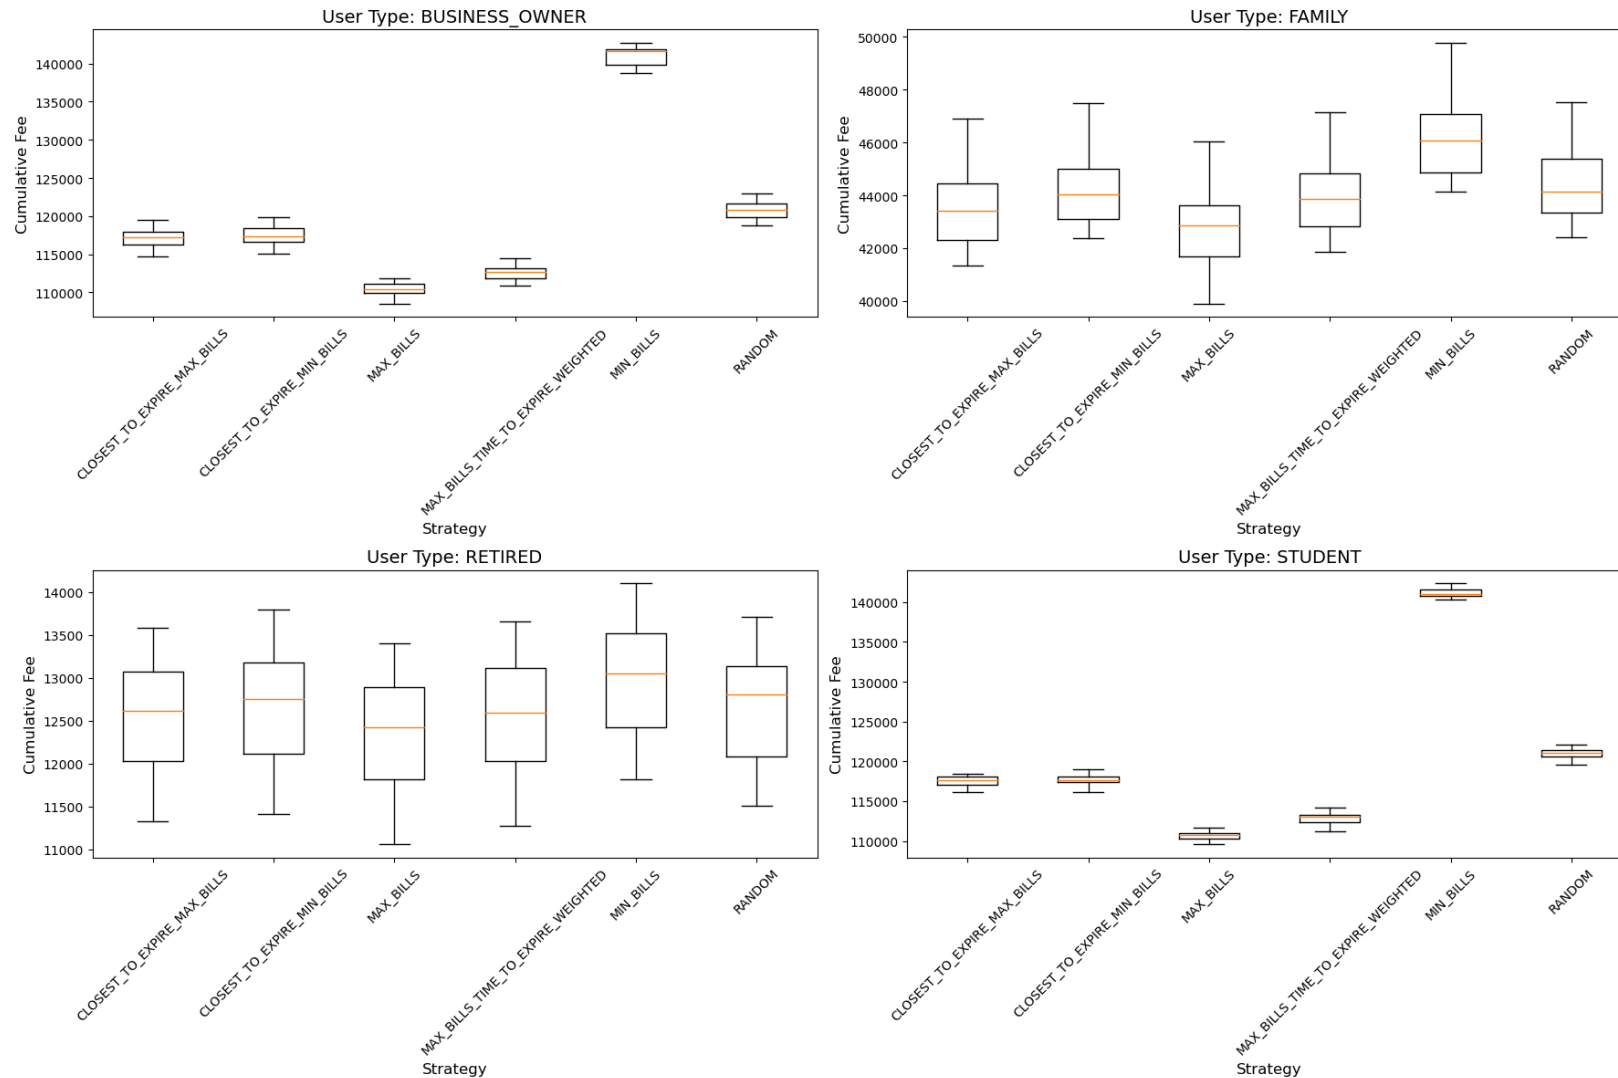 User Type: BUSINESS_OWNER
Cumulative Fee
140000
135000
130000
125000
120000
115000
110000
CLOSEST_TO_EXPIRE_MAX_BILLS
CLOSEST_TO_EXPIRE_MIN_BILLS
MAX_BILLS
MAX_BILLS_TIME_TO_EXPIRE_WEIGHTED
MIN_BILLS
RANDOM
Strategy
User Type: FAMILY
Cumulative Fee
50000
48000
46000
44000
42000
40000
CLOSEST_TO_EXPIRE_MAX_BILLS
CLOSEST_TO_EXPIRE_MIN_BILLS
MAX_BILLS
MAX_BILLS_TIME_TO_EXPIRE_WEIGHTED
MIN_BILLS
RANDOM
Strategy
User Type: RETIRED
Cumulative Fee
14000
13500
13000
12500
12000
11500
11000
CLOSEST_TO_EXPIRE_MAX_BILLS
CLOSEST_TO_EXPIRE_MIN_BILLS
MAX_BILLS
MAX_BILLS_TIME_TO_EXPIRE_WEIGHTED
MIN_BILLS
RANDOM
Strategy
User Type: STUDENT
Cumulative Fee
140000
135000
130000
125000
120000
115000
110000
CLOSEST_TO_EXPIRE_MAX_BILLS
CLOSEST_TO_EXPIRE_MIN_BILLS
MAX_BILLS
MAX_BILLS_TIME_TO_EXPIRE_WEIGHTED
MIN_BILLS
RANDOM
Strategy